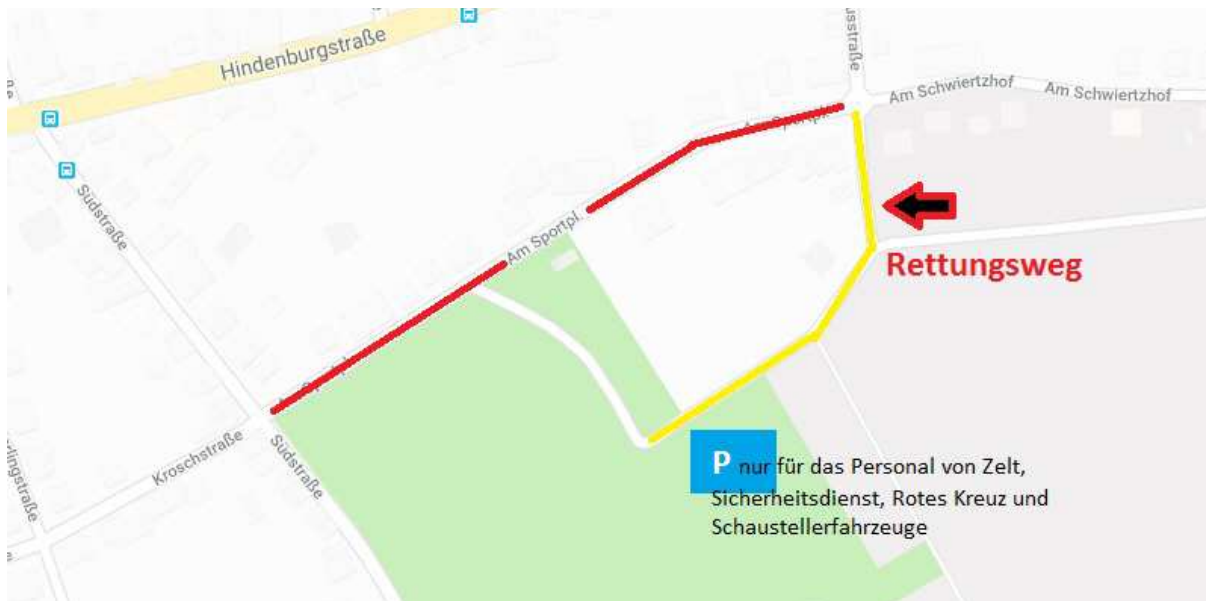 Hindenburgstraße
Am Schwiertzhof
Am Schwiertzhof
Am Sportpl.
Südstraße
Am Sportpl.
Rettungsweg
Kroschstraße
Südstraße
P nur für das Personal von Zelt,
Sicherheitsdienst, Rotes Kreuz und
Schaustellerfahrzeuge